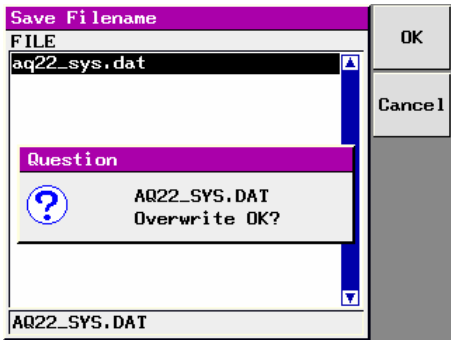 Save Filename
FILE
aq22_sys.dat
Question
AQ22_SYS.DAT
Overwrite OK?
AQ22_SYS.DAT
OK
Cancel